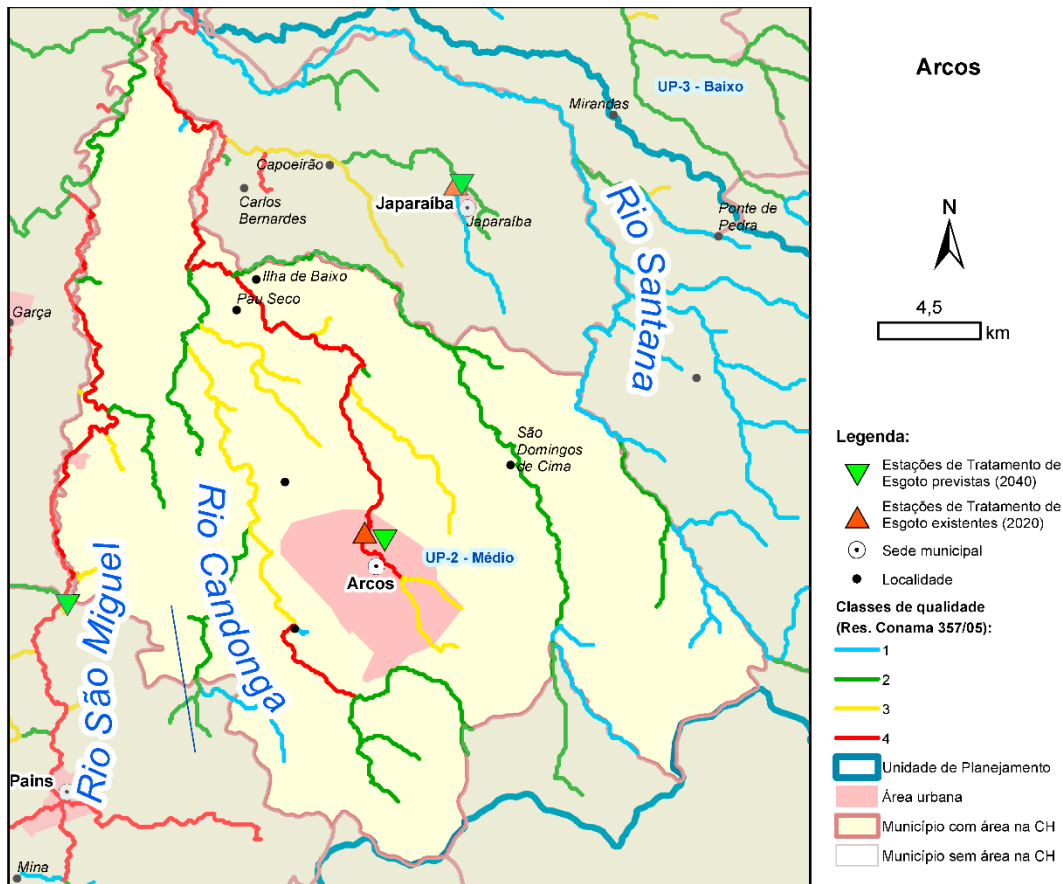 Arcos
UP-3 - Baixo
Mirandas
Capoeirão
Carlos
Bernardes
Japaraíba
Japaraíba
Ponte de
Pedra
Rio Santana
N
Ilha de Baixo
Pau Seco
Garça
4,5
km
São
Domingos
de Cima
Rio Candonga
UP-2 - Médio
Arcos
Rio São Miguel
Pains
Mina
Legenda:
Estações de Tratamento de
Esgoto previstas (2040)
Estações de Tratamento de
Esgoto existentes (2020)
Sede municipal
Localidade
Classes de qualidade
(Res. Conama 357/05):
1
2
3
4
Unidade de Planejamento
Área urbana
Município com área na CH
Município sem área na CH